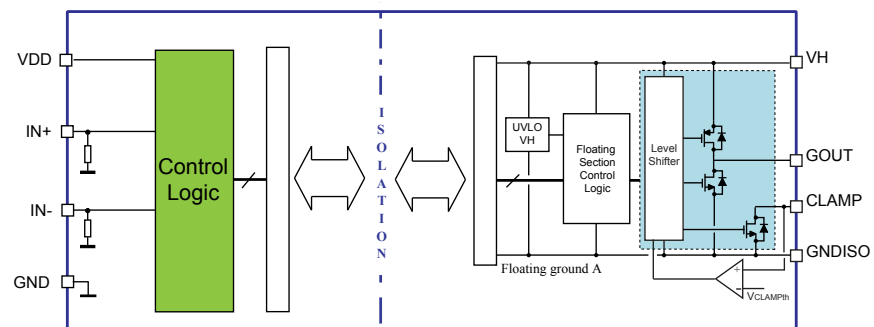 VDD
IN+
IN-
GND
Control
Logic
ISOLATION
UVLO
VH
Floating
Section
Control
Logic
Level
Shifter
Floating ground A
+
-
VCLAMPth
VH
GOUT
CLAMP
GNDISO